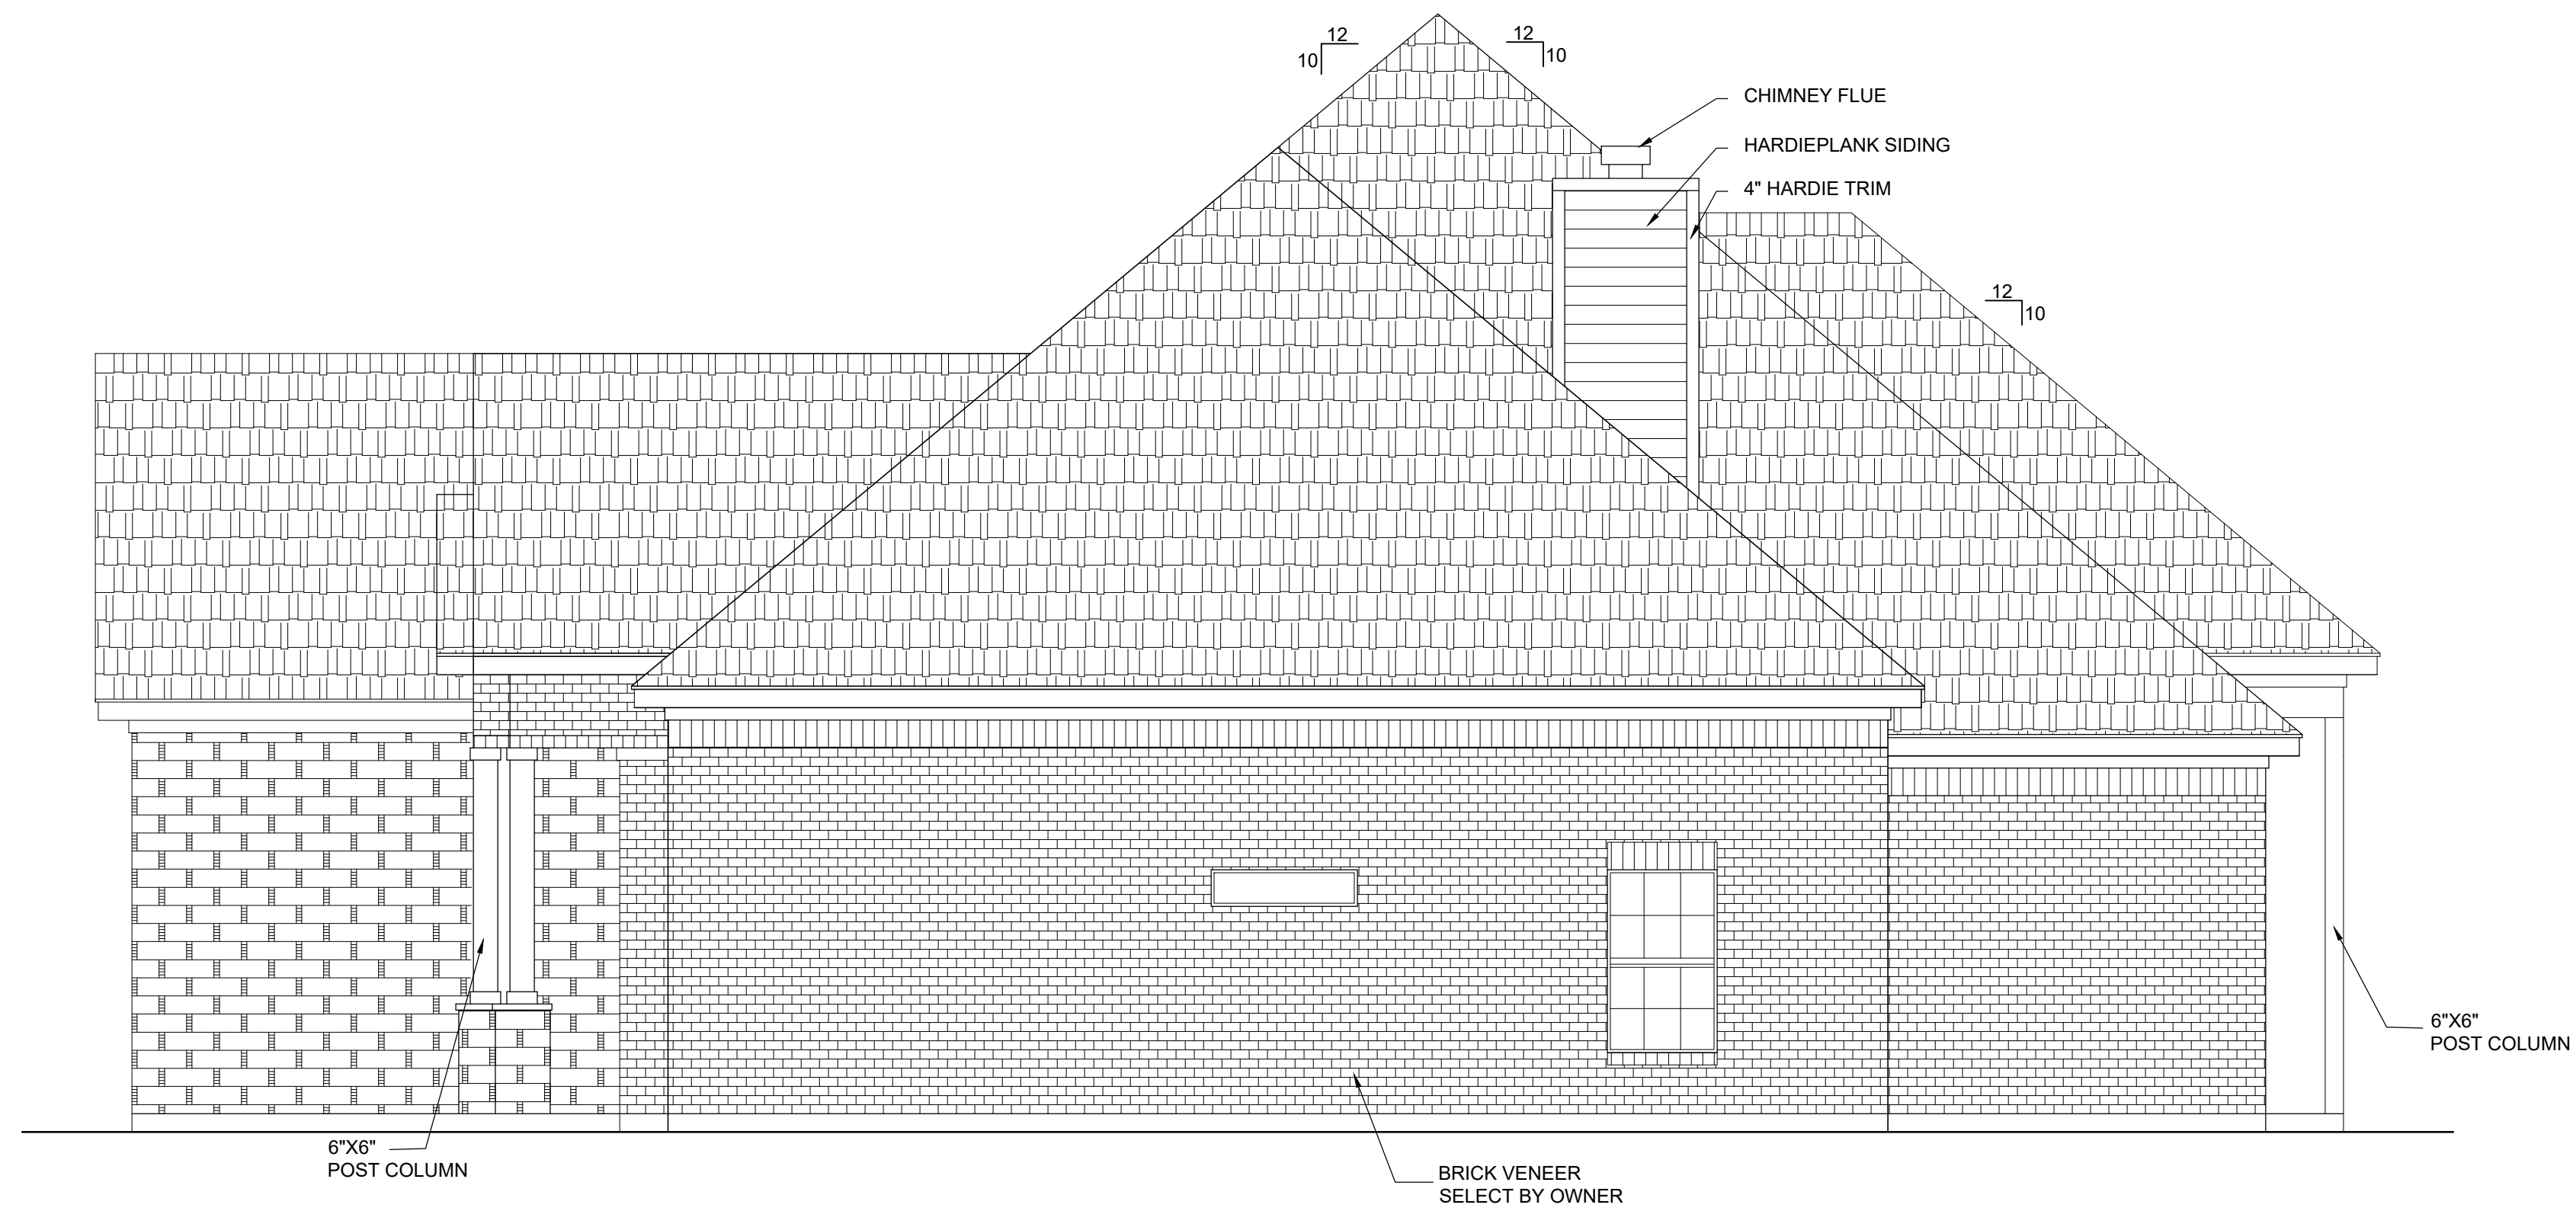 12
10
12
10
CHIMNEY FLUE
HARDIEPLANK SIDING
4" HARDIE TRIM
12
10
6"X6"
POST COLUMN
6"X6"
POST COLUMN
BRICK VENEER
SELECT BY OWNER